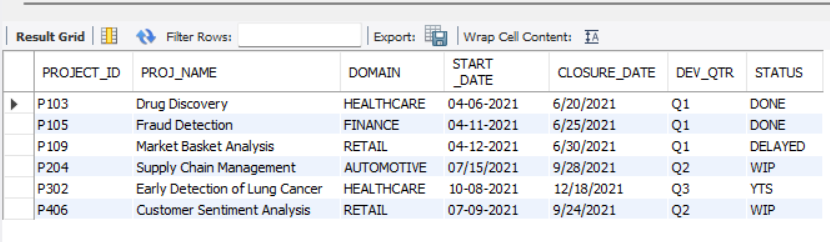 Result Grid Filter Rows: Export: Wrap Cell Content: IA
PROJECT_ID PROJ_NAME DOMAIN START _DATE CLOSURE_DATE DEV_QTR STATUS
P103 Drug Discovery HEALTHCARE 04-06-2021 6/20/2021 Q1 DONE
P105 Fraud Detection FINANCE 04-11-2021 6/25/2021 Q1 DONE
P109 Market Basket Analysis RETAIL 04-12-2021 6/30/2021 Q1 DELAYED
P204 Supply Chain Management AUTOMOTIVE 07/15/2021 9/28/2021 Q2 WIP
P302 Early Detection of Lung Cancer HEALTHCARE 10-08-2021 12/18/2021 Q3 YTS
P406 Customer Sentiment Analysis RETAIL 07-09-2021 9/24/2021 Q2 WIP